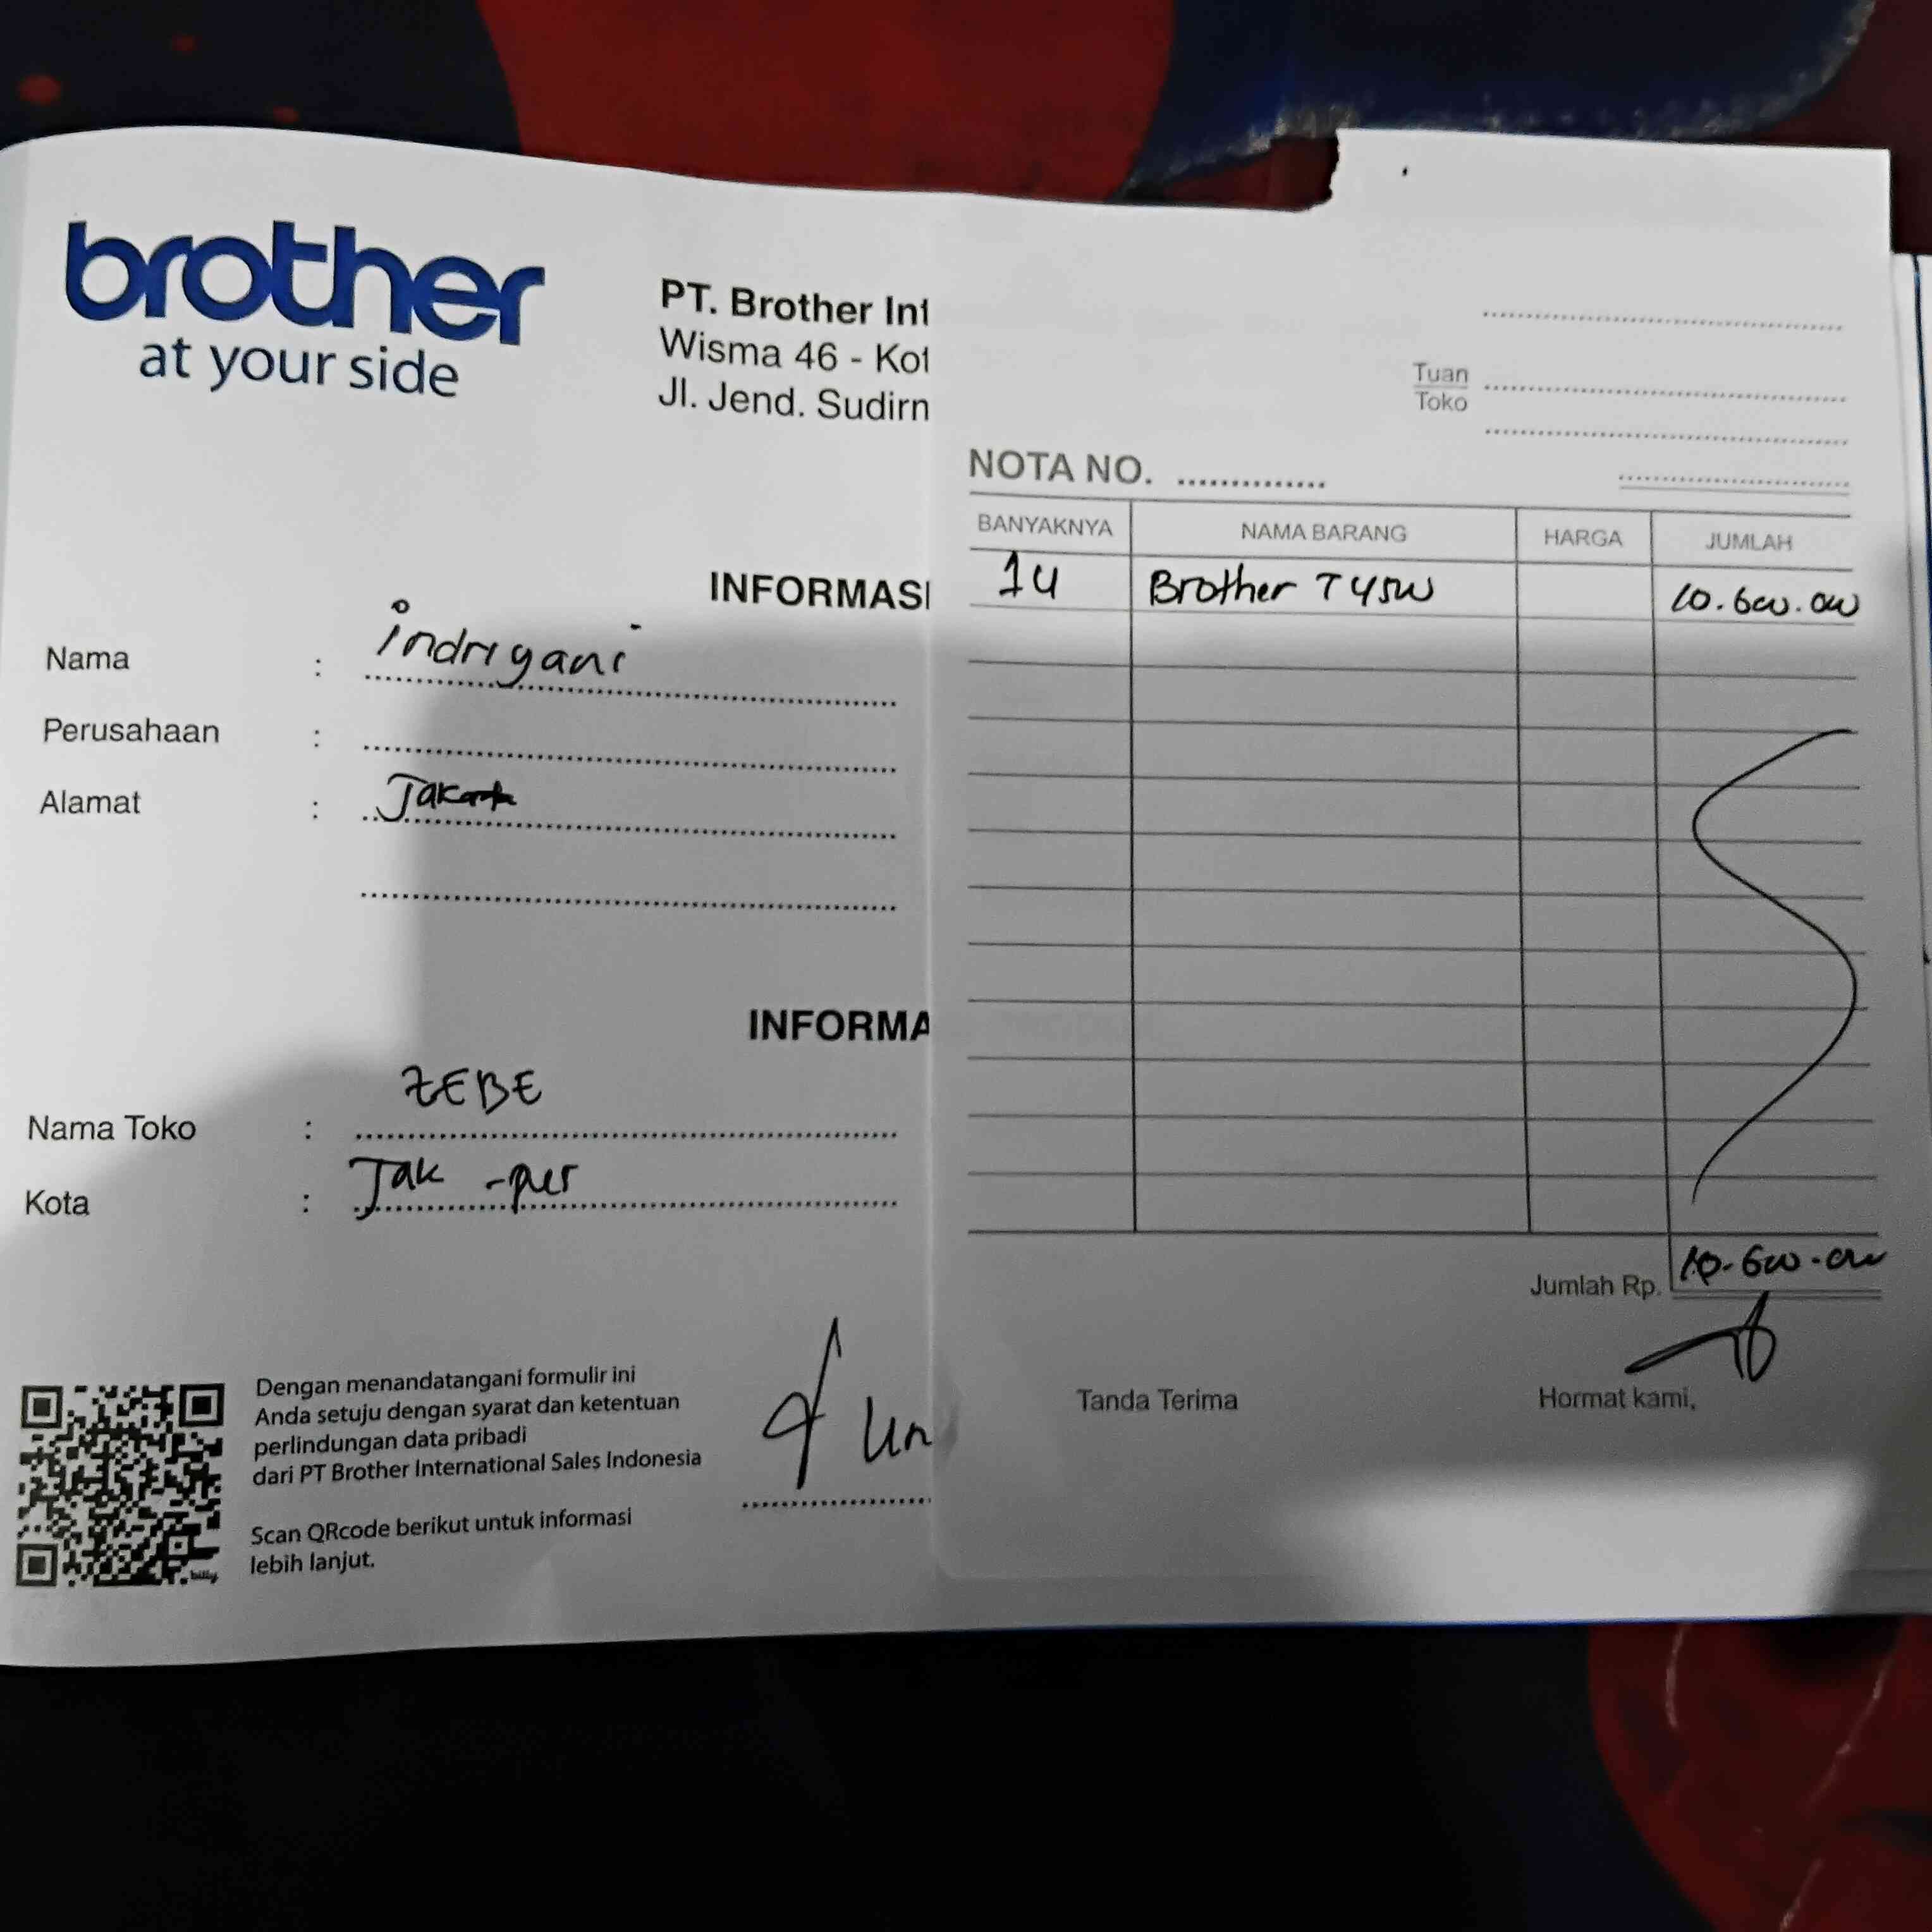 brother
at your side
PT. Brother Int
Wisma 46 - Kot
Jl. Jend. Sudirm
INFORMASI
Nama : indriyani
Perusahaan :
Alamat : Jakarta
INFORMA
Nama Toko : ZEBE
Kota : Jak - per
Dengan menandatangani formulir ini
Anda setuju dengan syarat dan ketentuan
perlindungan data pribadi
dari PT Brother International Sales Indonesia
Scan QRcode berikut untuk informasi
lebih lanjut.
Tuan
Toko
NOTA NO.
BANYAKNYA NAMA BARANG HARGA JUMLAH
1 u Brother T450W 10.600.000
Jumlah Rp. 10.600.000
Tanda Terima Hormat kami,